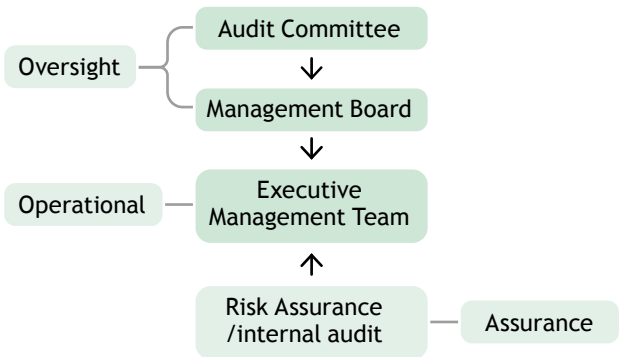 Audit Committee
Oversight
Management Board
Executive
Management Team
Operational
Risk Assurance
/internal audit
Assurance